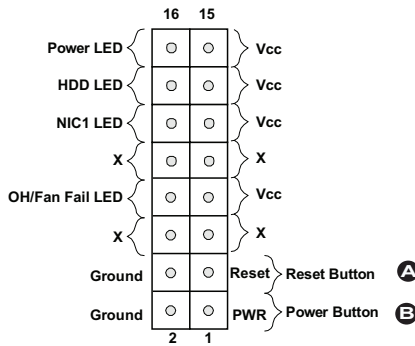 16 15
Power LED Vcc
HDD LED Vcc
NIC1 LED Vcc
X X
OH/Fan Fail LED Vcc
X X
Ground Reset Reset Button A
Ground PWR Power Button B
2 1